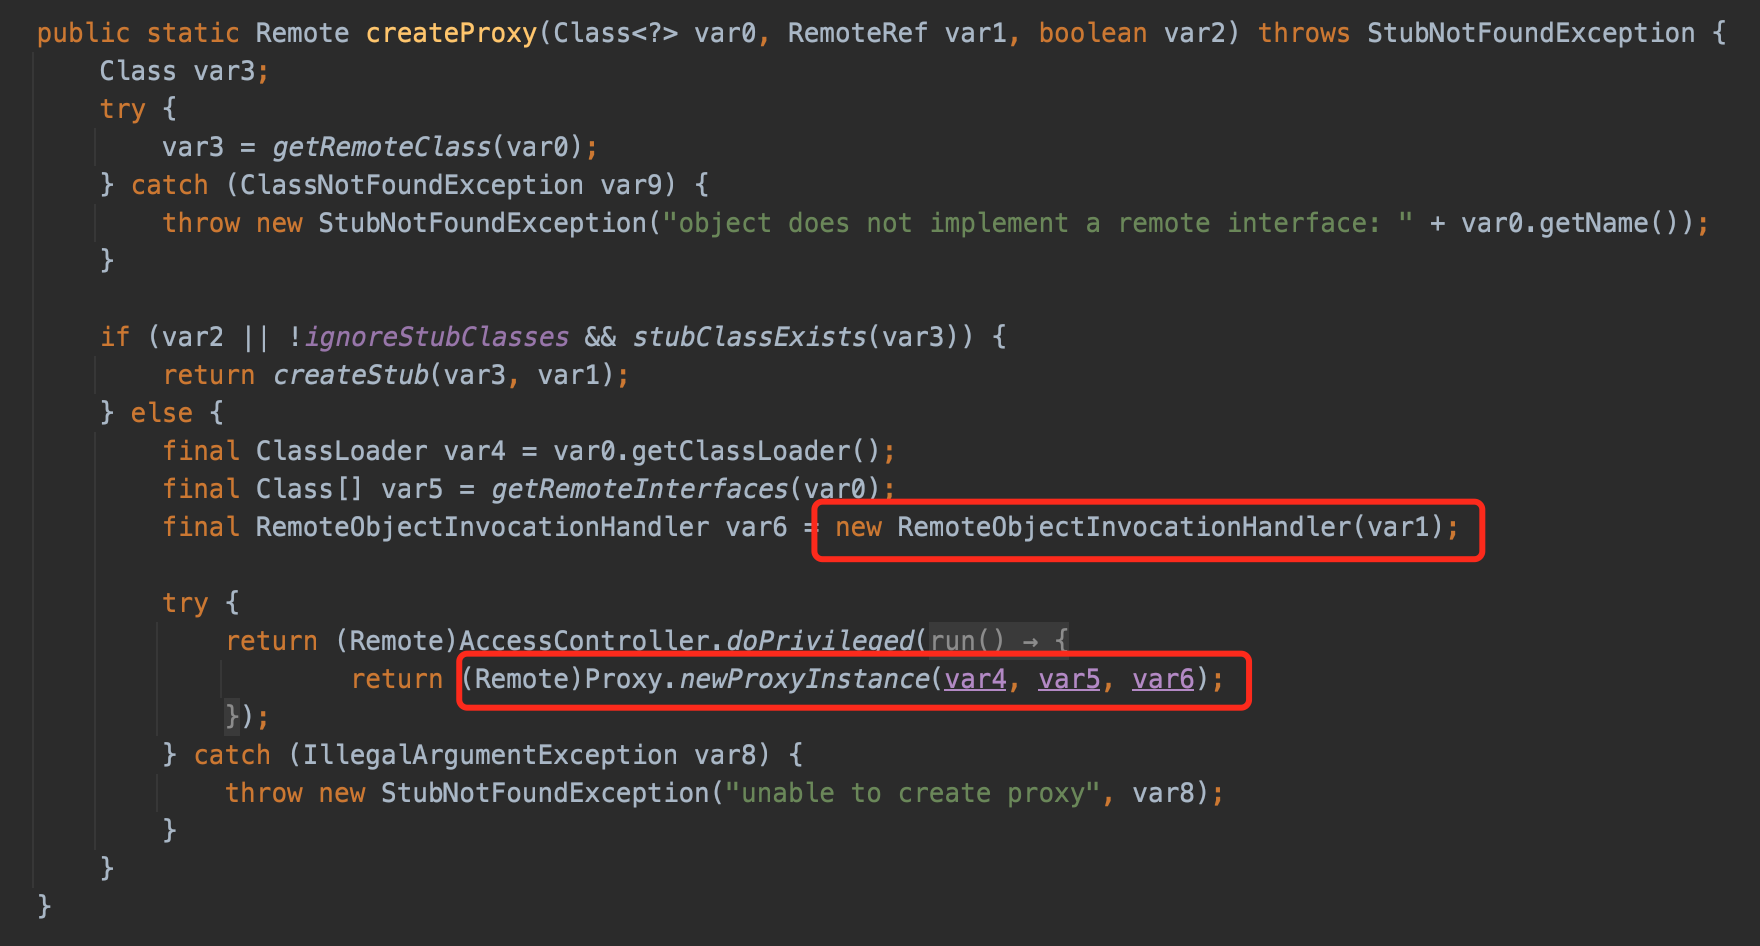 public static Remote createProxy(Class<?> var0, RemoteRef var1, boolean var2) throws StubNotFoundException {
    Class var3;
    try {
        var3 = getRemoteClass(var0);
    } catch (ClassNotFoundException var9) {
        throw new StubNotFoundException("object does not implement a remote interface: " + var0.getName());
    }
    if (var2 || !ignoreStubClasses && stubClassExists(var3)) {
        return createStub(var3, var1);
    } else {
        final ClassLoader var4 = var0.getClassLoader();
        final Class[] var5 = getRemoteInterfaces(var0);
        final RemoteObjectInvocationHandler var6 = new RemoteObjectInvocationHandler(var1);
        try {
            return (Remote)AccessController.doPrivileged(run() → {
                    return (Remote)Proxy.newProxyInstance(var4, var5, var6);
            });
        } catch (IllegalArgumentException var8) {
            throw new StubNotFoundException("unable to create proxy", var8);
        }
    }
}